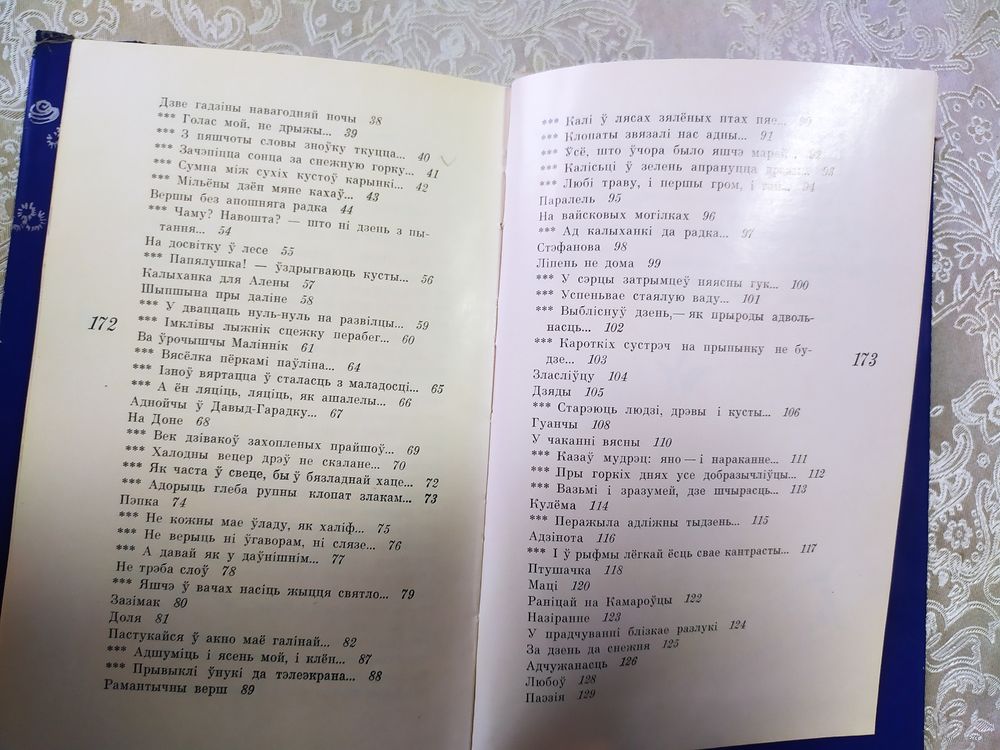 Дзве гадзіны навагодняй ночы 38
*** Голас мой, не дрыжы... 39
*** З пяшчоты словы зноўку ткуцца... 40
*** Зачэпіцца сонца за снежную горку... 41
*** Сумна між сухіх кустоў карынкі... 42
*** Мільёны дзён мяне кахаў... 43
Вершы без апошняга радка 44
*** Чаму? Навошта? — што ні дзень з пы-
тання... 54
На досвітку ў лесе 55
*** Папялушка! — ўздрыгваюць кусты... 56
Калыханка для Алены 57
Шыпшына пры даліне 58
*** У дваццаць нуль-нуль на развілцы... 59
*** Імклівы лыжнік сцежку перабег... 60
Ва ўрочышчы Маліннік 61
*** Вясёлка пёркамі паўліна... 64
*** Ізноў вяртацца ў сталасць з маладосці... 65
*** А ён ляціць, ляціць, як ашалелы... 66
Аднойчы ў Давыд-Гарадку... 67
На Доне 68
*** Век дзівакоў захопленых прайшоў... 69
*** Халодны вецер дрэў не скалане... 70
*** Як часта ў свеце, бы ў бязладнай хаце... 72
*** Адорыць глеба рупны клопат злакам... 73
Пэпка 74
*** Не кожны мае ўладу, як халіф... 75
*** Не верыць ні ўгаворам, ні слязе... 76
*** А давай як у даўнішнім... 77
Не трэба слоў 78
*** Яшчэ ў вачах насіць жыцця святло... 79
Зазімак 80
Доля 81
Пастукайся ў акно маё галінай... 82
*** Адшуміць і ясень мой, і клён... 87
*** Прывыклі ўнукі да тэлеэкрана... 88
Рамантычны верш 89
172
*** Калі ў лясах зялёных птах пяе... 90
*** Клопаты звязалі нас адны... 91
*** Ўсё, што ўчора было яшчэ
*** Калісьці ў зелень апрануцца 93
*** Любі траву, і першы гром, і 94
Паралель 95
На вайсковых могілках 96
*** Ад калыханкі да радка... 97
Стэфанова 98
Ліпень не дома 99
*** У сэрцы затрымцеў пяясны гук... 100
*** Успеньвае стаялую ваду... 101
*** Выбліснуў дзень,— як прыроды адволь-
насць... 102
*** Кароткіх сустрэч на прыпынку не бу-
дзе... 103
Зласліўцу 104
Дзяды 105
*** Старэюць людзі, дрэвы і кусты... 106
Гуанчы 108
У чаканні вясны 110
*** Казаў мудрэц: яно — і нараканне... 111
*** Пры горкіх днях усе добразычліўцы... 112
*** Вазьмі і зразумей, дзе шчырасць... 113
Кулёма 114
*** Перажыла адліжны тыдзень... 115
Адзінота 116
*** І ў рыфмы лёгкай ёсць свае кантрасты... 117
Птушачка 118
Маці 120
Раніцай на Камароўцы 122
Назіранне 123
У прадчуванні блізкае разлукі 124
За дзень да снежня 125
Адчужанасць 126
Любоў 128
Паэзія 129
173